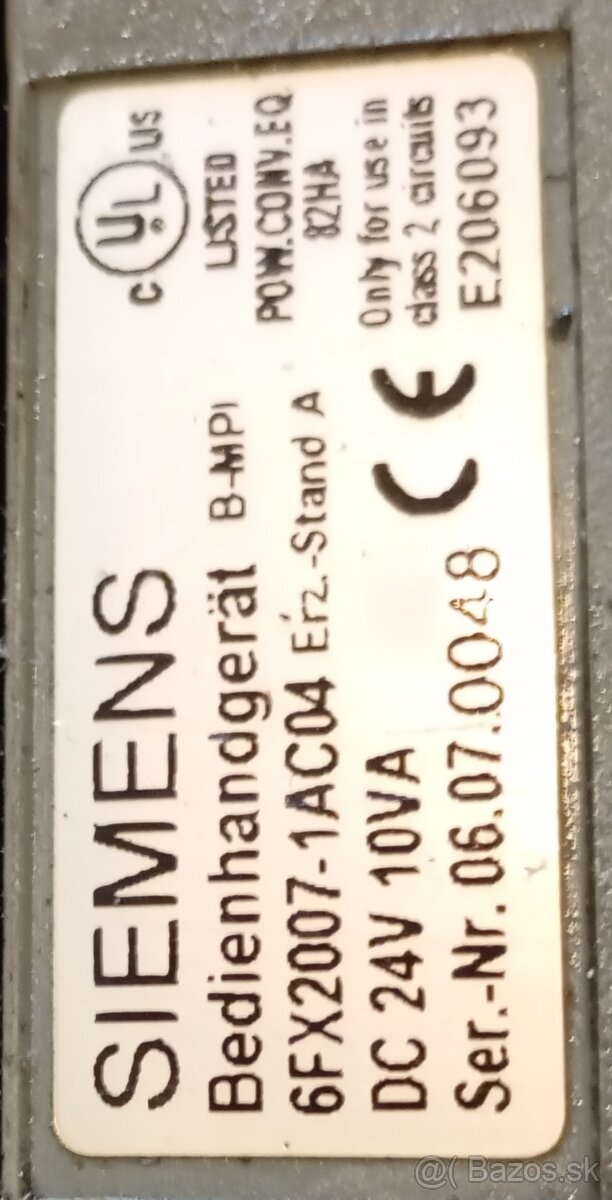 SIEMENS
Bedienhandgerät B-MPI
6FX2007-1AC04 Erz.-Stand A
DC 24V 10VA
Ser.-Nr. 06.07.0048
CE
C UL US
LISTED
POW.CONV.EQ.
82HA
Only for use in
class 2 circuits
E206093
@( Bazos.sk